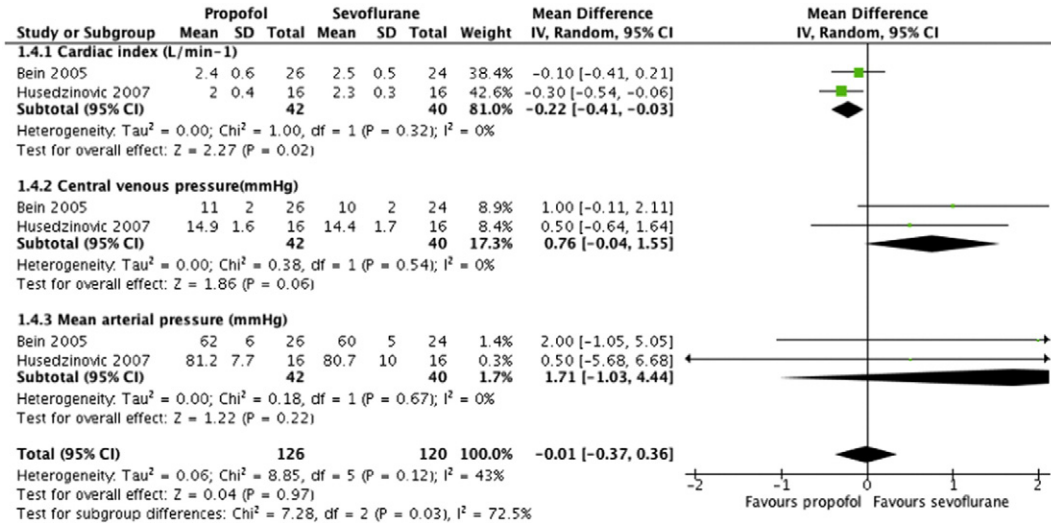 Propofol Sevoflurane Mean Difference Mean Difference
Study or Subgroup Mean SD Total Mean SD Total Weight IV, Random, 95% CI IV, Random, 95% CI
1.4.1 Cardiac index (L/min-1)
Bein 2005 2.4 0.6 26 2.5 0.5 24 38.4% -0.10 [-0.41, 0.21]
Husedzinovic 2007 2 0.4 16 2.3 0.3 16 42.6% -0.30 [-0.54, -0.06]
Subtotal (95% CI) 42 40 81.0% -0.22 [-0.41, -0.03]
Heterogeneity: Tau² = 0.00; Chi² = 1.00, df = 1 (P = 0.32); I² = 0%
Test for overall effect: Z = 2.27 (P = 0.02)
1.4.2 Central venous pressure(mmHg)
Bein 2005 11 2 26 10 2 24 8.9% 1.00 [-0.11, 2.11]
Husedzinovic 2007 14.9 1.6 16 14.4 1.7 16 8.4% 0.50 [-0.64, 1.64]
Subtotal (95% CI) 42 40 17.3% 0.76 [-0.04, 1.55]
Heterogeneity: Tau² = 0.00; Chi² = 0.38, df = 1 (P = 0.54); I² = 0%
Test for overall effect: Z = 1.86 (P = 0.06)
1.4.3 Mean arterial pressure (mmHg)
Bein 2005 62 6 26 60 5 24 1.4% 2.00 [-1.05, 5.05]
Husedzinovic 2007 81.2 7.7 16 80.7 10 16 0.3% 0.50 [-5.68, 6.68]
Subtotal (95% CI) 42 40 1.7% 1.71 [-1.03, 4.44]
Heterogeneity: Tau² = 0.00; Chi² = 0.18, df = 1 (P = 0.67); I² = 0%
Test for overall effect: Z = 1.22 (P = 0.22)
Total (95% CI) 126 120 100.0% -0.01 [-0.37, 0.36]
Heterogeneity: Tau² = 0.06; Chi² = 8.85, df = 5 (P = 0.12); I² = 43%
Test for overall effect: Z = 0.04 (P = 0.97)
Test for subgroup differences: Chi² = 7.28, df = 2 (P = 0.03), I² = 72.5%
-2 -1 0 1 2
Favours propofol Favours sevoflurane